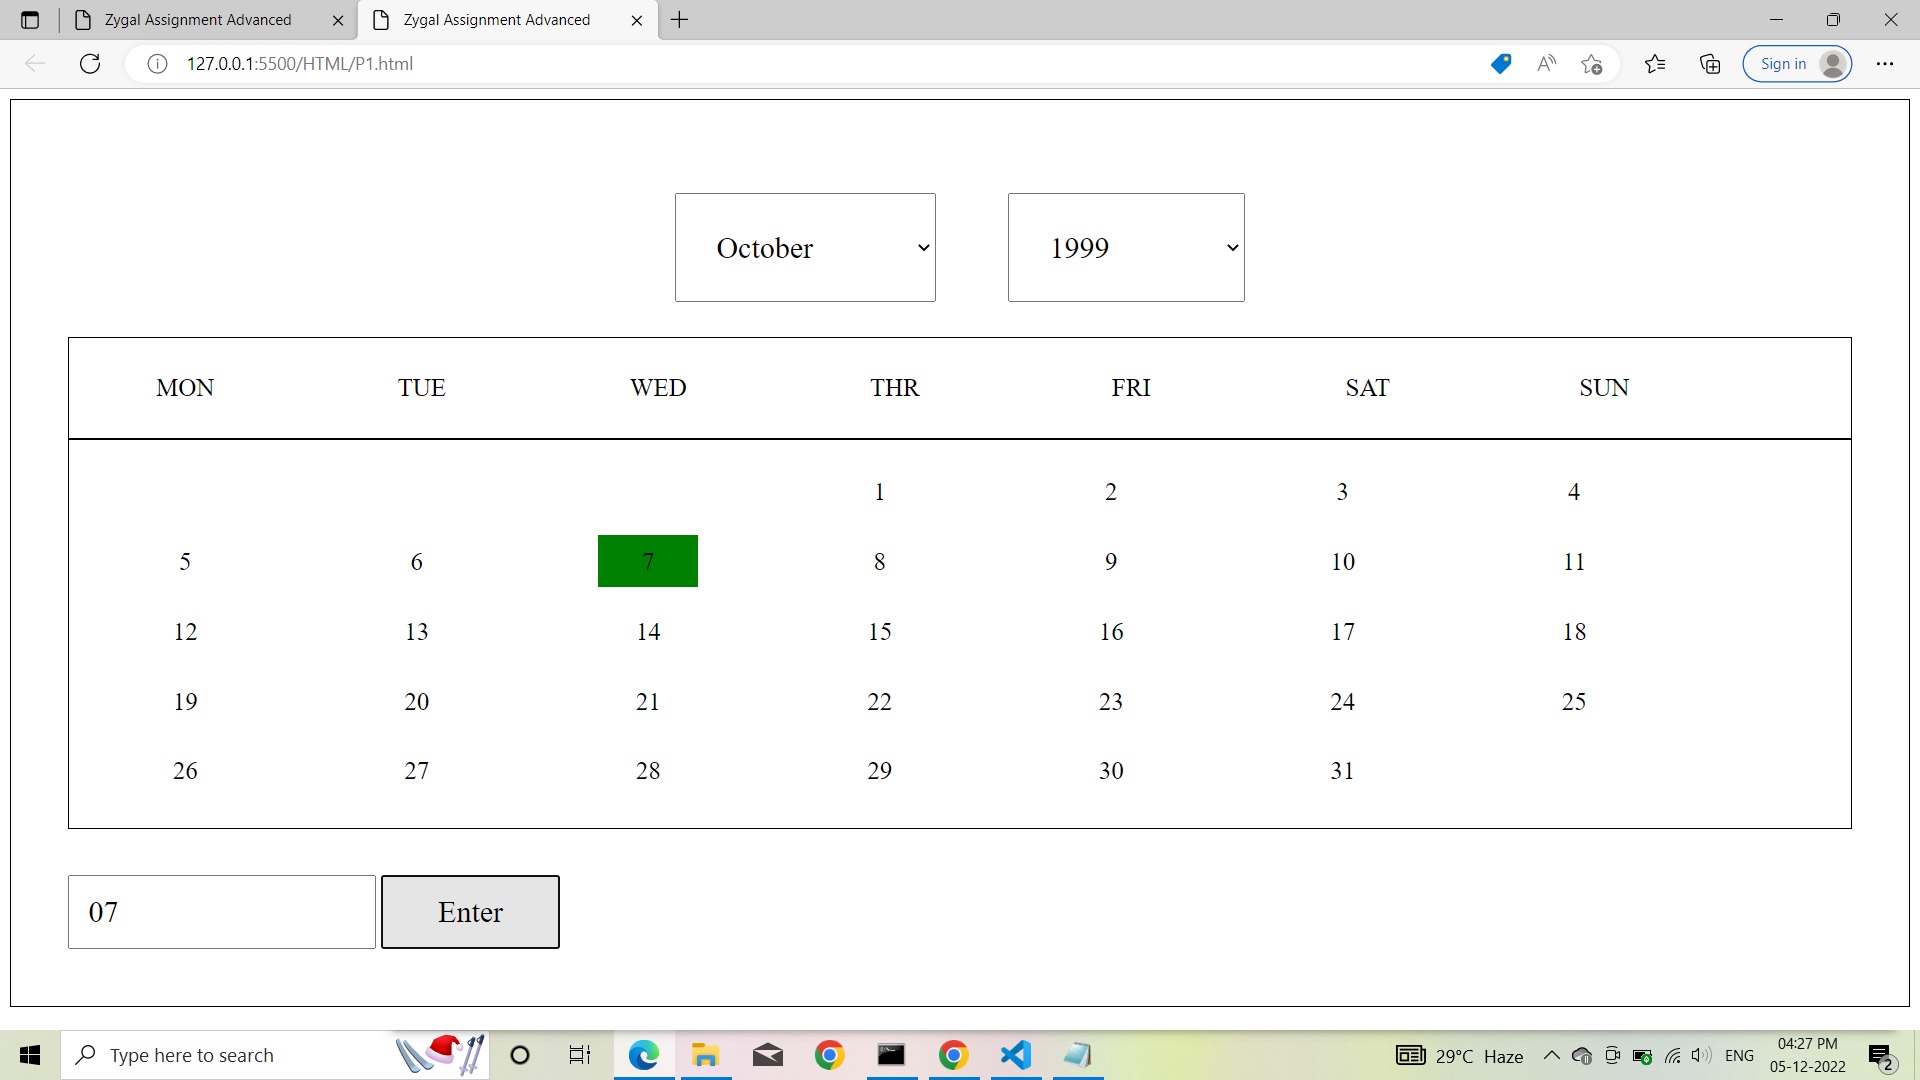 Zygal Assignment Advanced Zygal Assignment Advanced
127.0.0.1:5500/HTML/P1.html Sign in
October 1999
MON TUE WED THR FRI SAT SUN
1 2 3 4
5 6 7 8 9 10 11
12 13 14 15 16 17 18
19 20 21 22 23 24 25
26 27 28 29 30 31
07 Enter
Type here to search 29°C Haze ENG 04:27 PM
05-12-2022 2